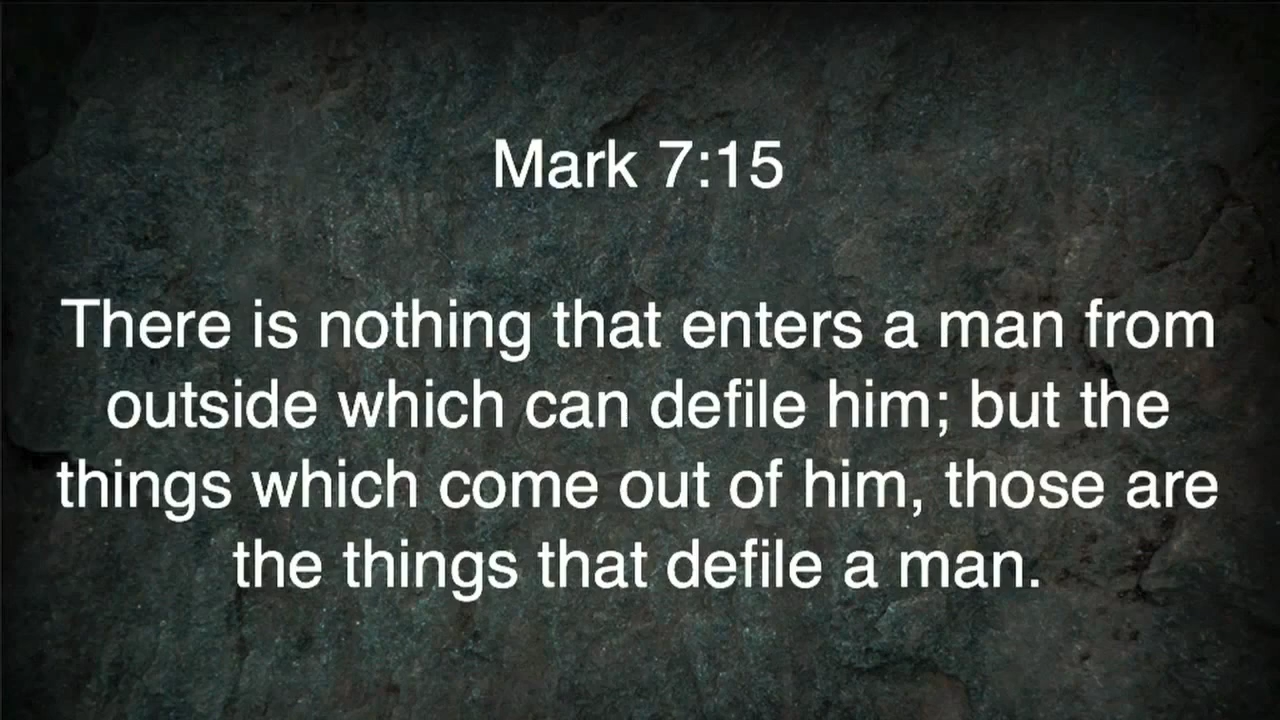 Mark 7:15
There is nothing that enters a man from
outside which can defile him; but the
things which come out of him, those are
the things that defile a man.